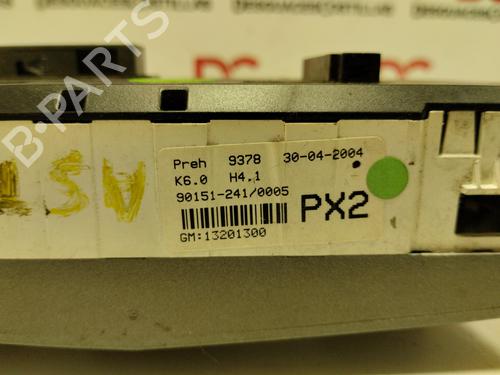 B-PARTS
Preh 9378 30-04-2004
K6.0 H4.1
90151-241/0005
PX2
GM:13201300